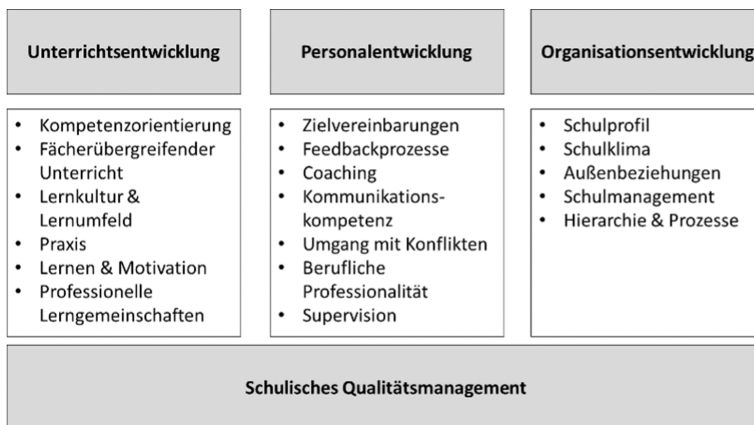 Unterrichtsentwicklung
Personalentwicklung
Organisationsentwicklung
• Kompetenzorientierung
• Fächerübergreifender
Unterricht
• Lernkultur &
Lernumfeld
• Praxis
• Lernen & Motivation
• Professionelle
Lerngemeinschaften
• Zielvereinbarungen
• Feedbackprozesse
• Coaching
• Kommunikations-
kompetenz
• Umgang mit Konflikten
• Berufliche
Professionalität
• Supervision
• Schulprofil
• Schulklima
• Außenbeziehungen
• Schulmanagement
• Hierarchie & Prozesse
Schulisches Qualitätsmanagement